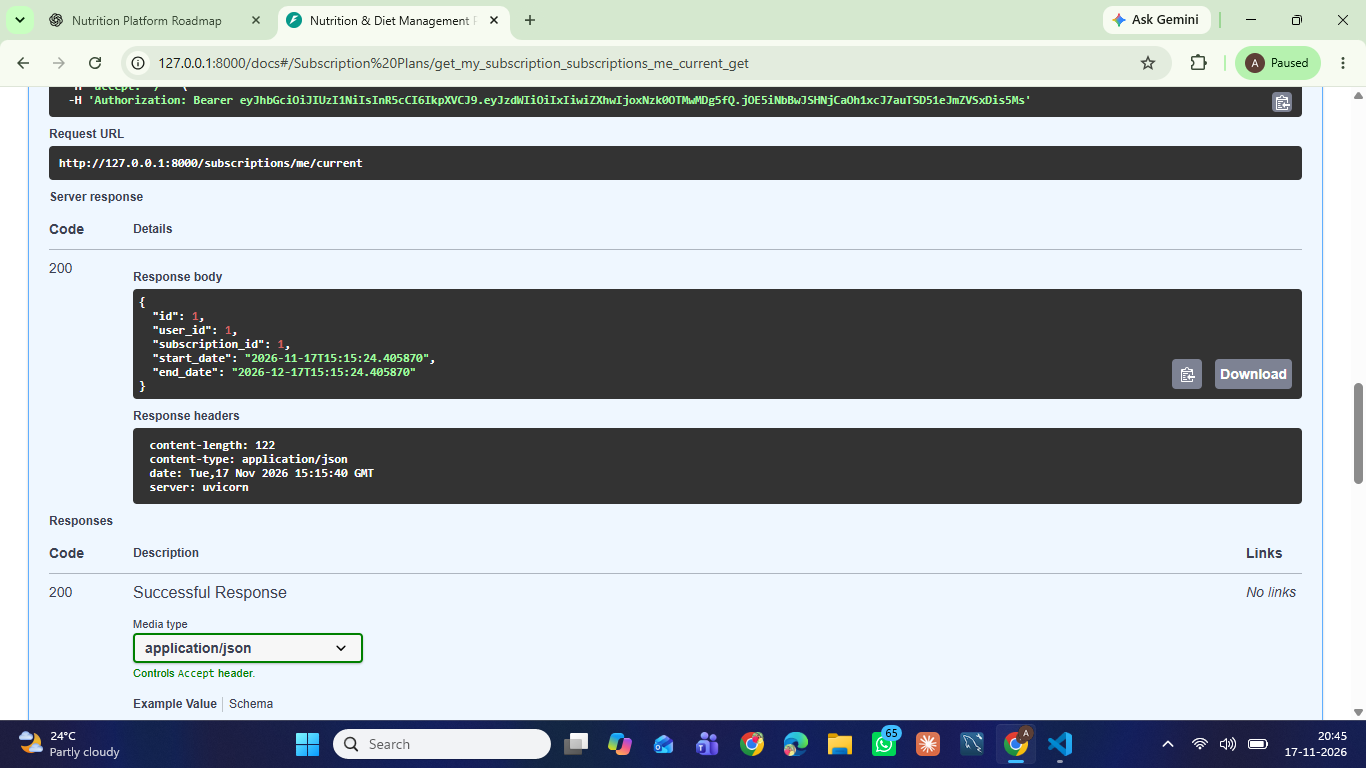 Nutrition Platform Roadmap
Nutrition & Diet Management P
Ask Gemini
127.0.0.1:8000/docs#/Subscription%20Plans/get_my_subscription_subscriptions_me_current_get
A Paused
-H 'Authorization: Bearer eyJhbGciOiJIUzI1NiIsInR5cCI6IkpXVCJ9.eyJzdWIiOiIxIiwiZXhwIjoxNzk0OTMwMDg5fQ.jOE5iNbBwJSHNjCaOh1xcJ7auTSD51eJmZVSxDis5Ms'
Request URL
http://127.0.0.1:8000/subscriptions/me/current
Server response
Code Details
200
Response body
{
"id": 1,
"user_id": 1,
"subscription_id": 1,
"start_date": "2026-11-17T15:15:24.405870",
"end_date": "2026-12-17T15:15:24.405870"
}
Download
Response headers
content-length: 122
content-type: application/json
date: Tue,17 Nov 2026 15:15:40 GMT
server: uvicorn
Responses
Code Description Links
200 Successful Response No links
Media type
application/json
Controls Accept header.
Example Value Schema
24°C
Partly cloudy
Search
65
A
20:45
17-11-2026